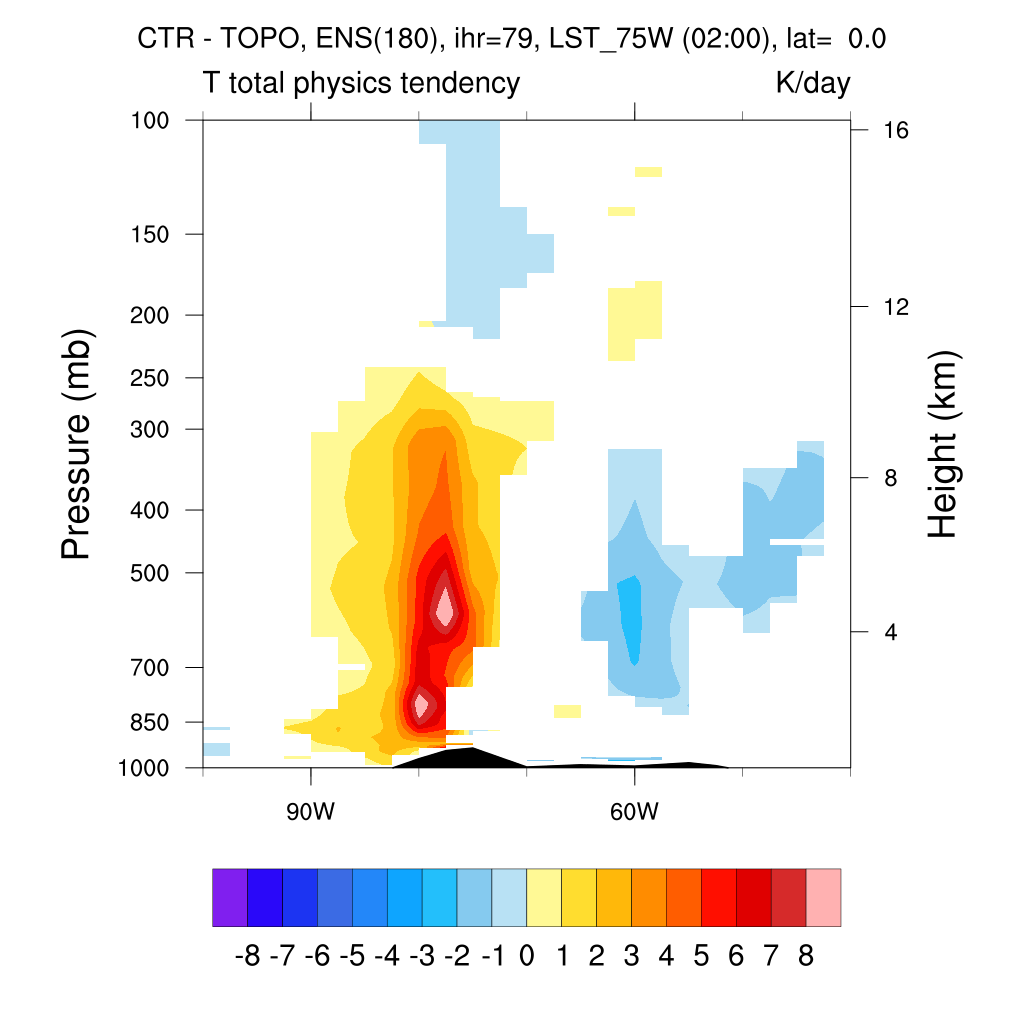 CTR - TOPO, ENS(180), ihr=79, LST_75W (02:00), lat=  0.0
T total physics tendency K/day
100
150
200
250
300
400
500
700
850
1000
Pressure (mb)
16
12
8
4
Height (km)
90W 60W
-8 -7 -6 -5 -4 -3 -2 -1 0 1 2 3 4 5 6 7 8